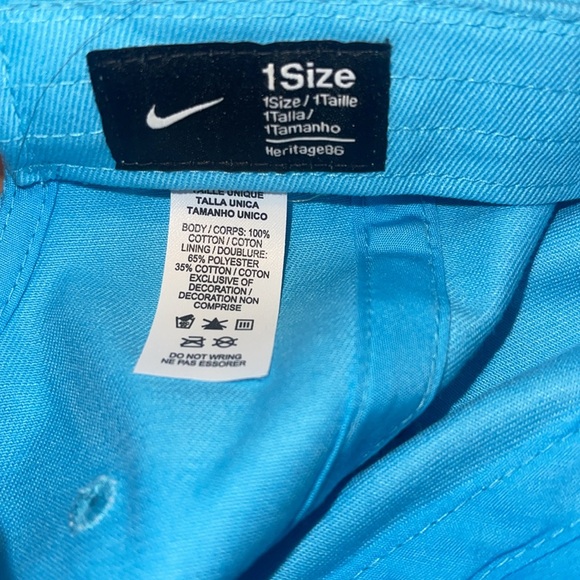 1Size
1Size / 1Taille
1Talla /
1Tamanho
Heritage86
TAILLE UNIQUE
TALLA UNICA
TAMANHO UNICO
BODY / CORPS: 100%
COTTON / COTON
LINING / DOUBLURE:
65% POLYESTER
35% COTTON / COTON
EXCLUSIVE OF
DECORATION /
DECORATION NON
COMPRISE
DO NOT WRING
NE PAS ESSORER